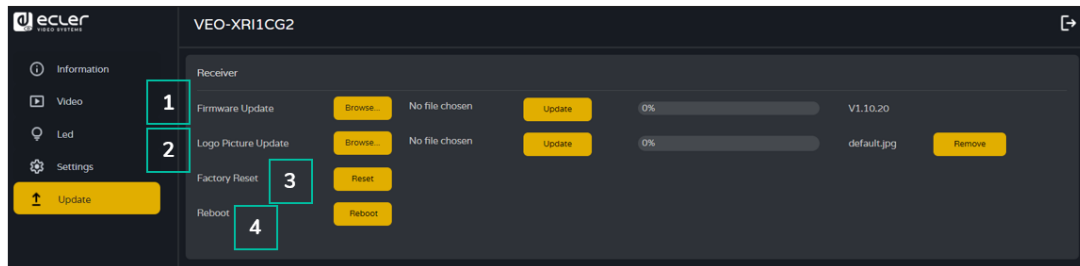 ecler
VIDEO SYSTEMS
VEO-XRI1CG2
Information
Video
Led
Settings
Update
Receiver
1 Firmware Update Browse... No file chosen Update 0% V1.10.20
2 Logo Picture Update Browse... No file chosen Update 0% default.jpg Remove
Factory Reset 3 Reset
Reboot 4 Reboot